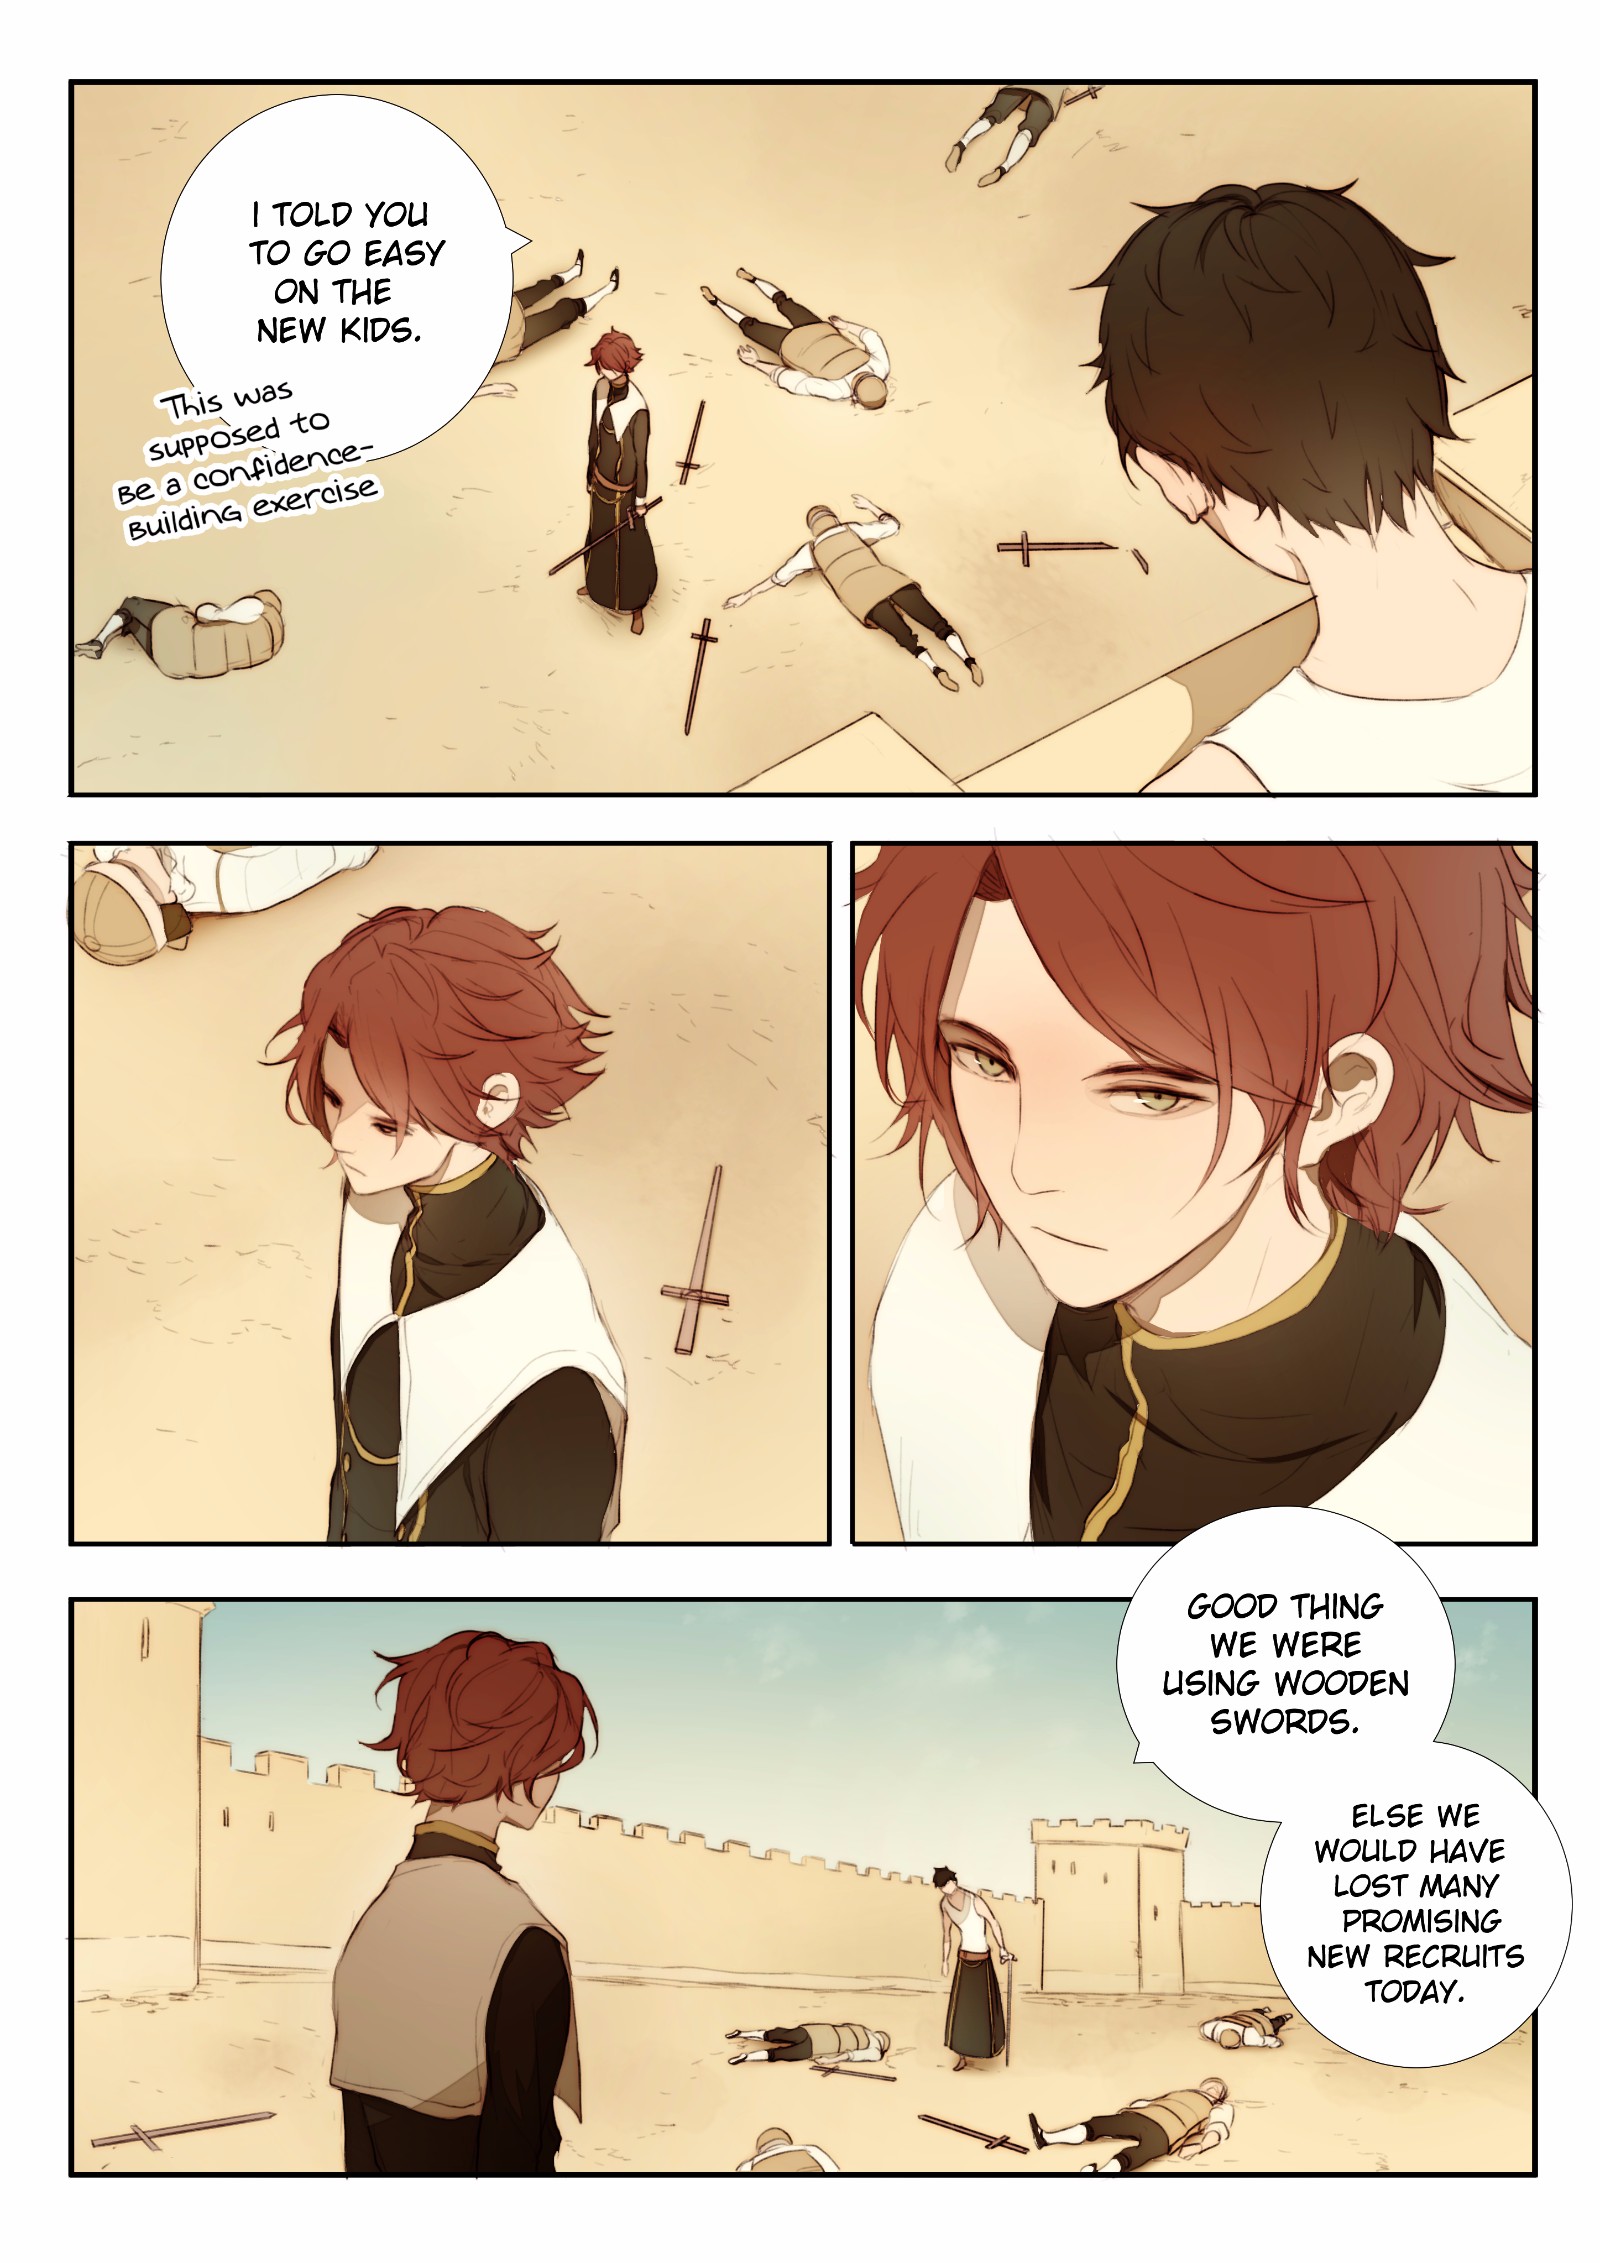 I TOLD YOU
TO GO EASY
ON THE
NEW KIDS.
This was
supposed to
Be a confidence-
Building exercise
GOOD THING
WE WERE
USING WOODEN
SWORDS.
ELSE WE
WOULD HAVE
LOST MANY
PROMISING
NEW RECRUITS
TODAY.